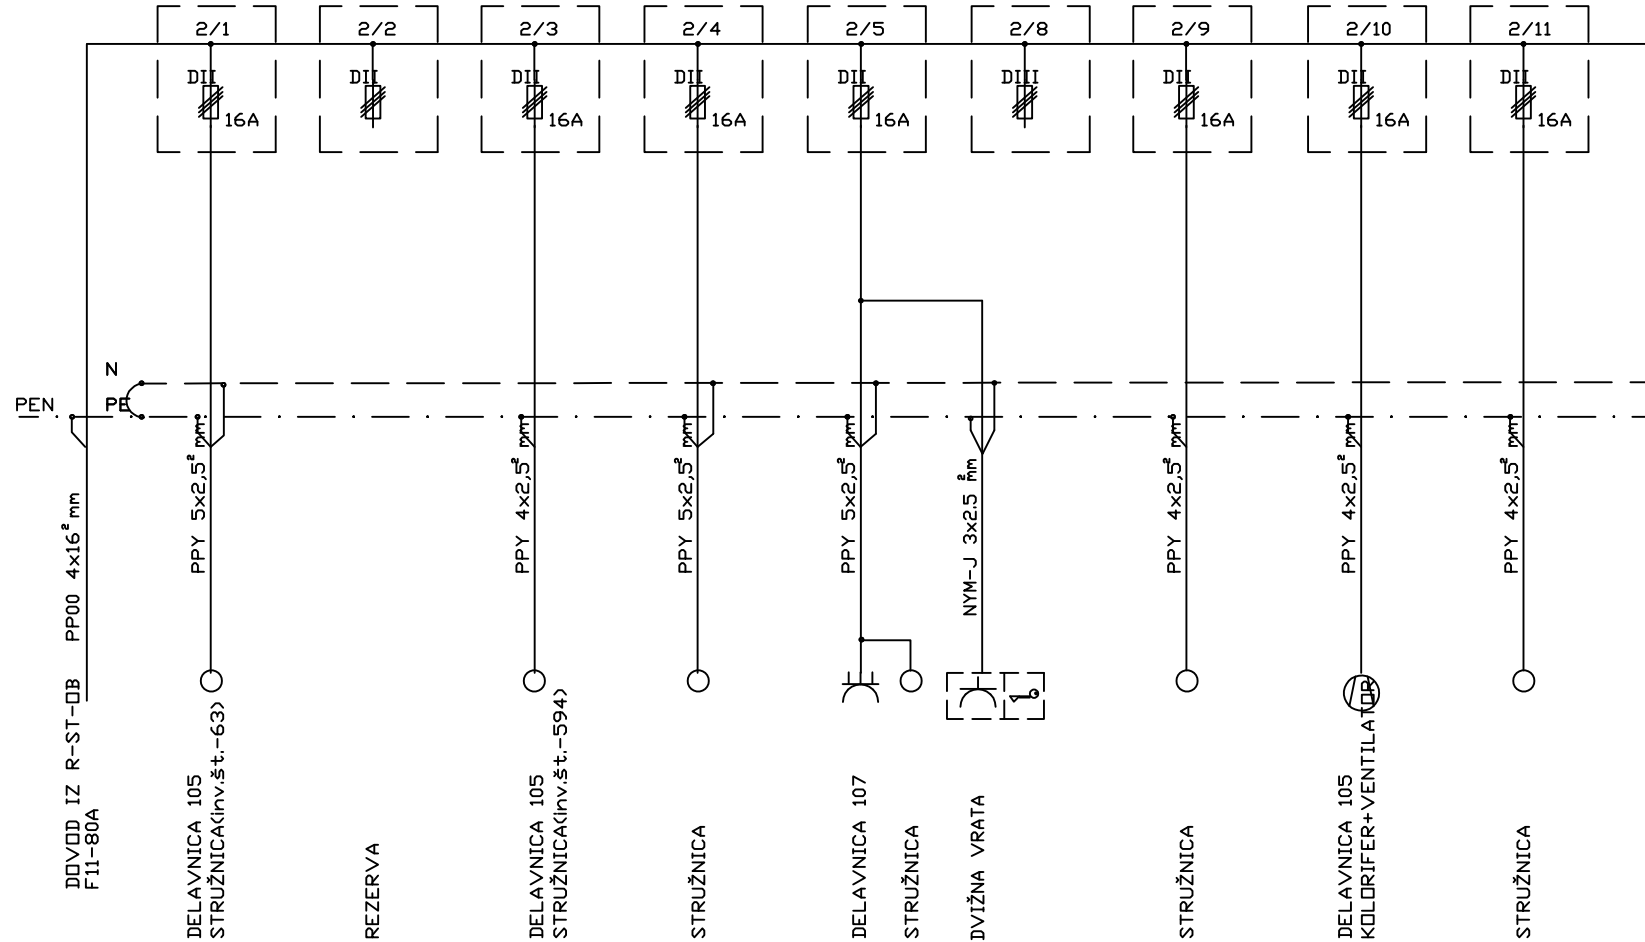 2/1
2/2
2/3
2/4
2/5
2/8
2/9
2/10
2/11
DII
DII
DII
DII
DII
DIII
DII
DII
DII
16A
16A
16A
16A
16A
16A
16A
N
PEN
PE
DOVOD IZ R-ST-OB PP00 4x16² mm
F11-80A
PPY 5x2,5² mm
PPY 4x2,5² mm
PPY 5x2,5² mm
PPY 5x2,5² mm
NYM-J 3x2.5 ² mm
PPY 4x2,5² mm
PPY 4x2,5² mm
PPY 4x2,5² mm
DELAVNICA 105
STRUŽNICA(inv.št.-63)
REZERVA
DELAVNICA 105
STRUŽNICA(inv.št.-594)
STRUŽNICA
DELAVNICA 107
STRUŽNICA
DVIŽNA VRATA
STRUŽNICA
DELAVNICA 105
KOLORIFER+VENTILATOR
STRUŽNICA